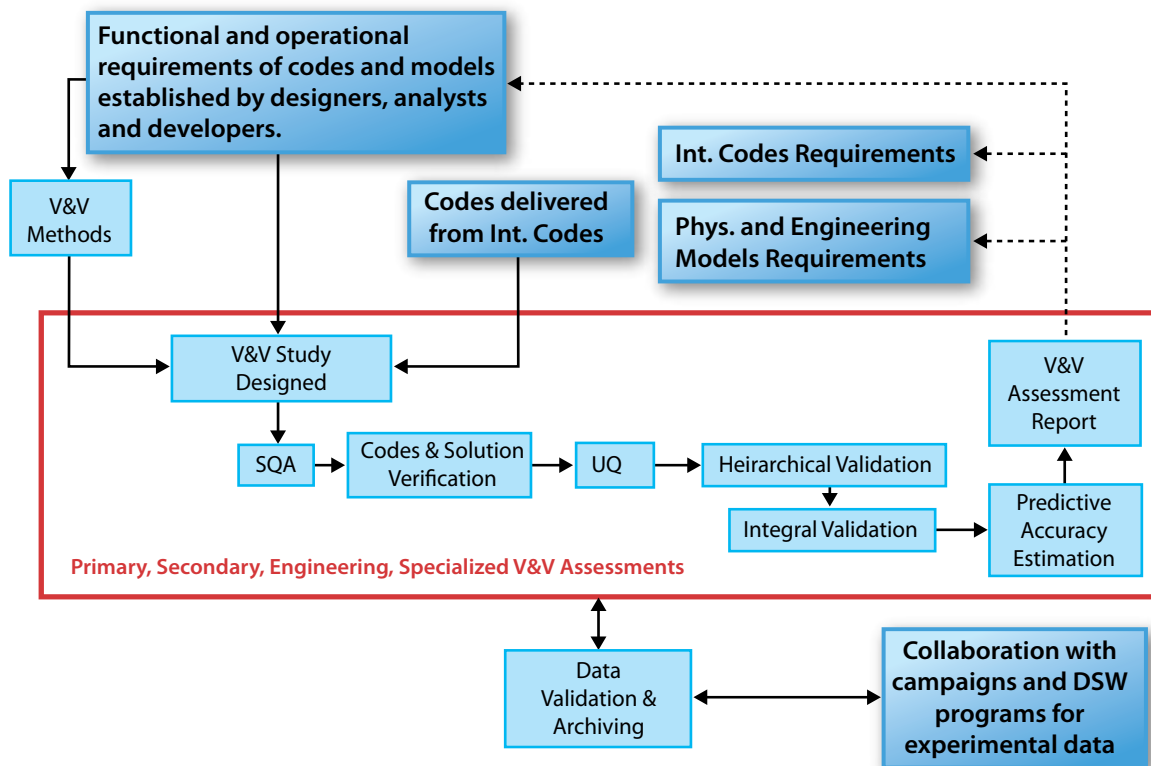 Functional and operational
requirements of codes and models
established by designers, analysts
and developers.
Int. Codes Requirements
V&V
Methods
Codes delivered
from Int. Codes
Phys. and Engineering
Models Requirements
V&V Study
Designed
V&V
Assessment
Report
SQA
Codes & Solution
Verification
UQ
Heirarchical Validation
Integral Validation
Predictive
Accuracy
Estimation
Primary, Secondary, Engineering, Specialized V&V Assessments
Data
Validation &
Archiving
Collaboration with
campaigns and DSW
programs for
experimental data